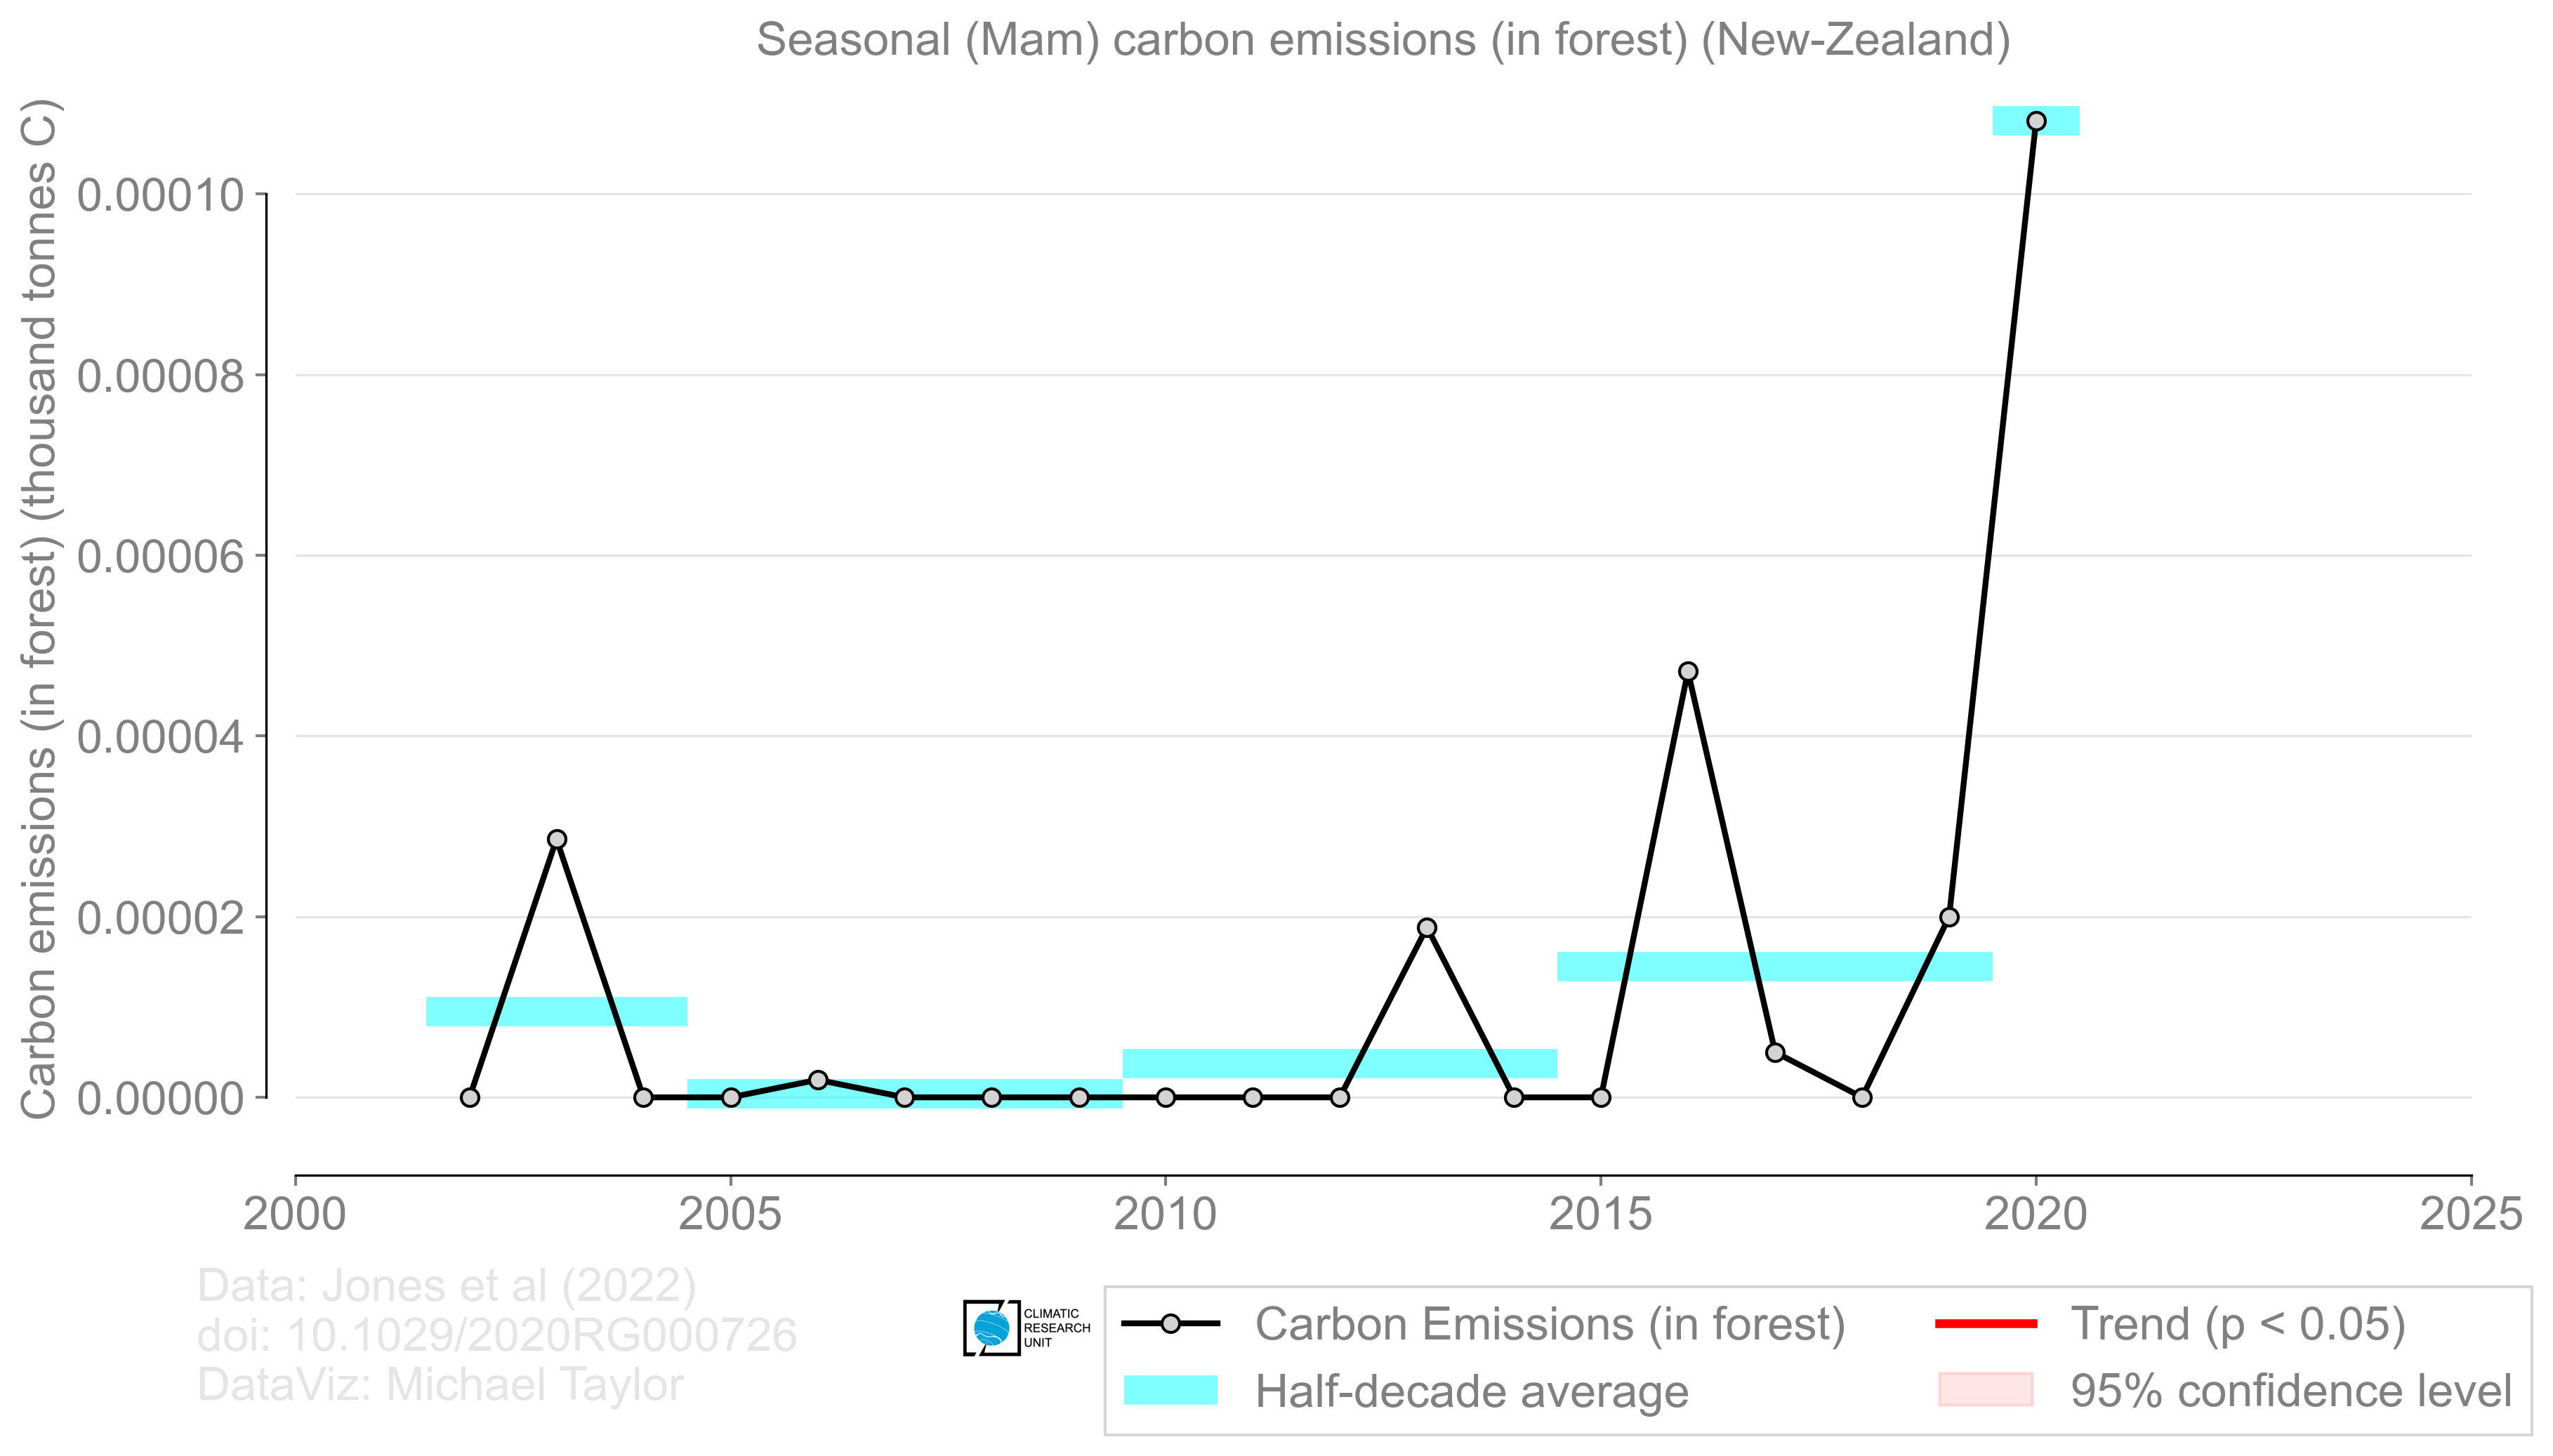 Seasonal (Mam) carbon emissions (in forest) (New-Zealand)
Carbon emissions (in forest) (thousand tonnes C)
0.00010
0.00008
0.00006
0.00004
0.00002
0.00000
2000
2005
2010
2015
2020
2025
Data: Jones et al (2022)
doi: 10.1029/2020RG000726
DataViz: Michael Taylor
CLIMATIC
RESEARCH
UNIT
Carbon Emissions (in forest)
Half-decade average
Trend (p < 0.05)
95% confidence level